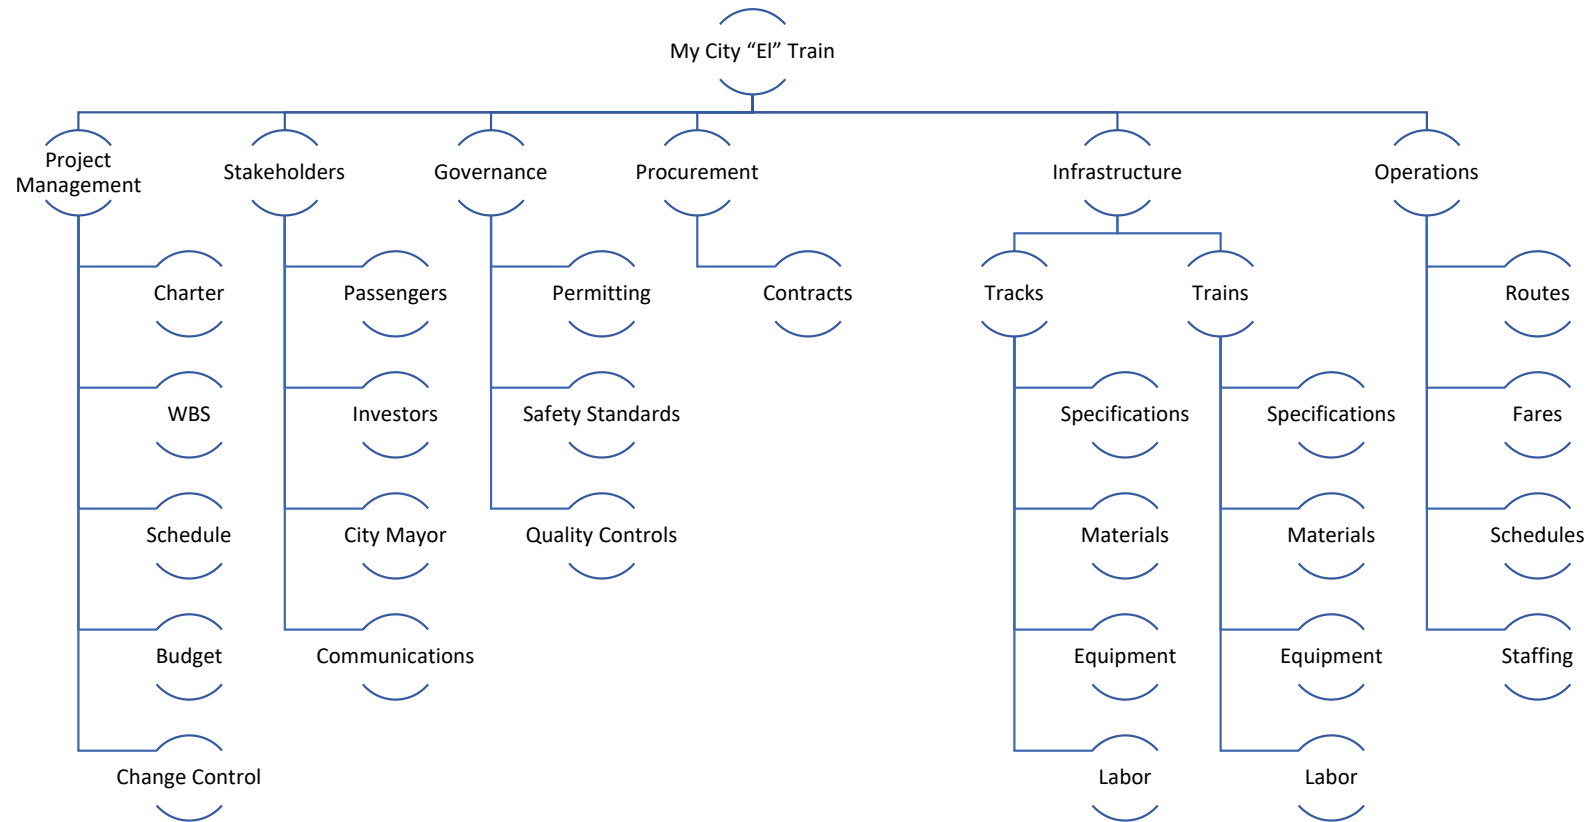 My City “El” Train
Project
Management
Stakeholders
Governance
Procurement
Infrastructure
Operations
Charter
Passengers
Permitting
Contracts
Tracks
Trains
Routes
WBS
Investors
Safety Standards
Specifications
Specifications
Fares
Schedule
City Mayor
Quality Controls
Materials
Materials
Schedules
Budget
Communications
Equipment
Equipment
Staffing
Change Control
Labor
Labor